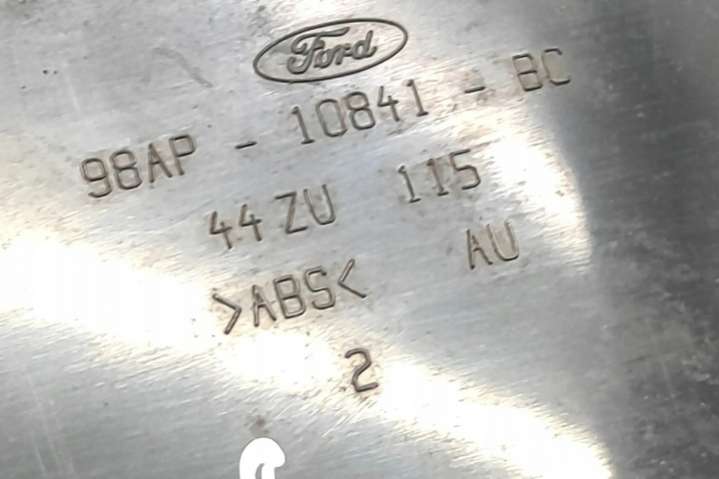 Ford
98AP - 10841 - BC
44 ZU 115
>ABS< AU
2